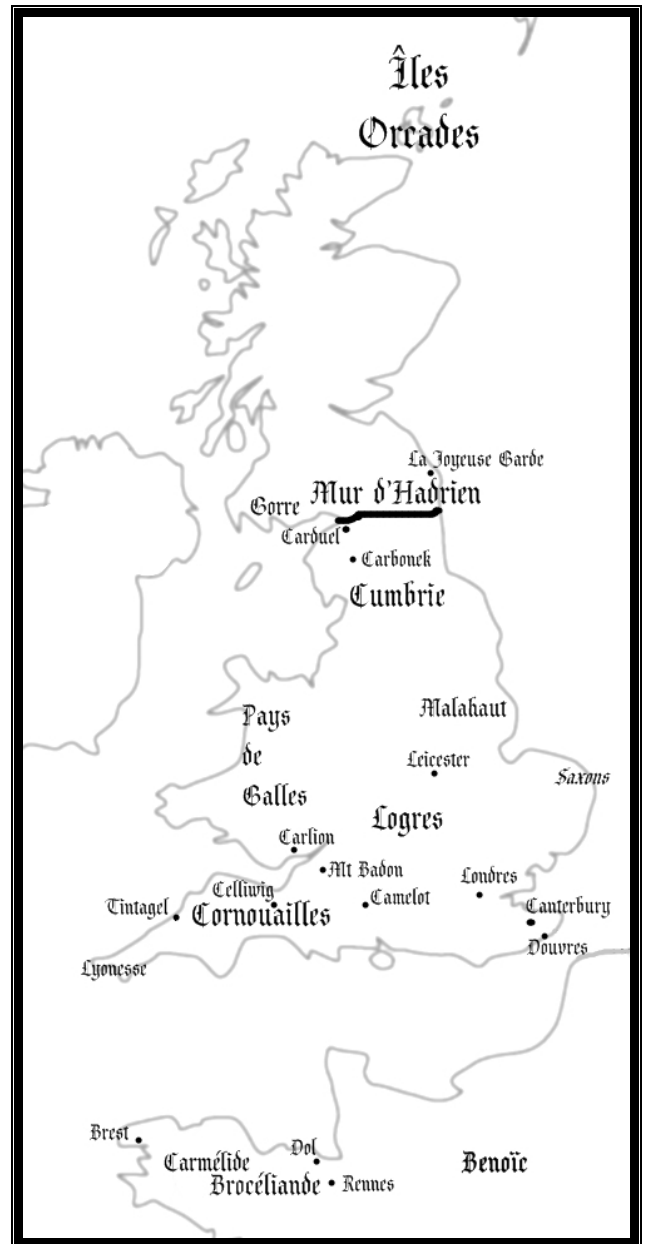 Îles
Orcades
La Joyeuse Garde
Mur d'Hadrien
Gorre
Carduel
Carbonek
Cumbrie
Malahaut
Pays
de
Galles
Leicester
Saxons
Logres
Carlion
Mt Badon
Londres
Celliwig
Camelot
Tintagel
Cornouailles
Canterbury
Douvres
Lyonesse
Brest
Dol
Carmélide
Benoïc
Brocéliande
Rennes